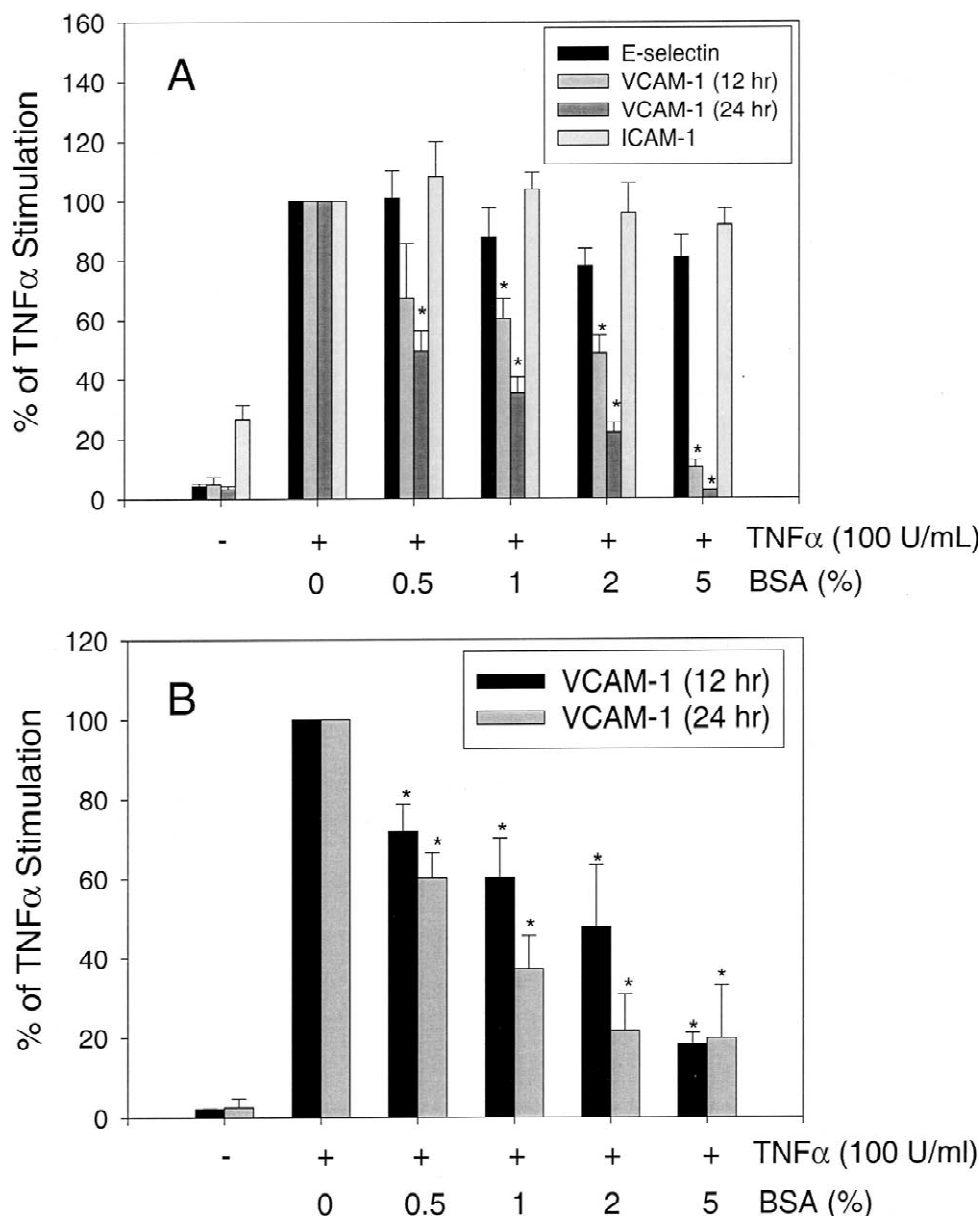 A
% of TNFα Stimulation
160
140
120
100
80
60
40
20
0
E-selectin
VCAM-1 (12 hr)
VCAM-1 (24 hr)
ICAM-1
* * * * * * *
- + + + + + TNFα (100 U/mL)
0 0.5 1 2 5 BSA (%)
B
% of TNFα Stimulation
120
100
80
60
40
20
0
VCAM-1 (12 hr)
VCAM-1 (24 hr)
* * * * * * * *
- + + + + + TNFα (100 U/ml)
0 0.5 1 2 5 BSA (%)